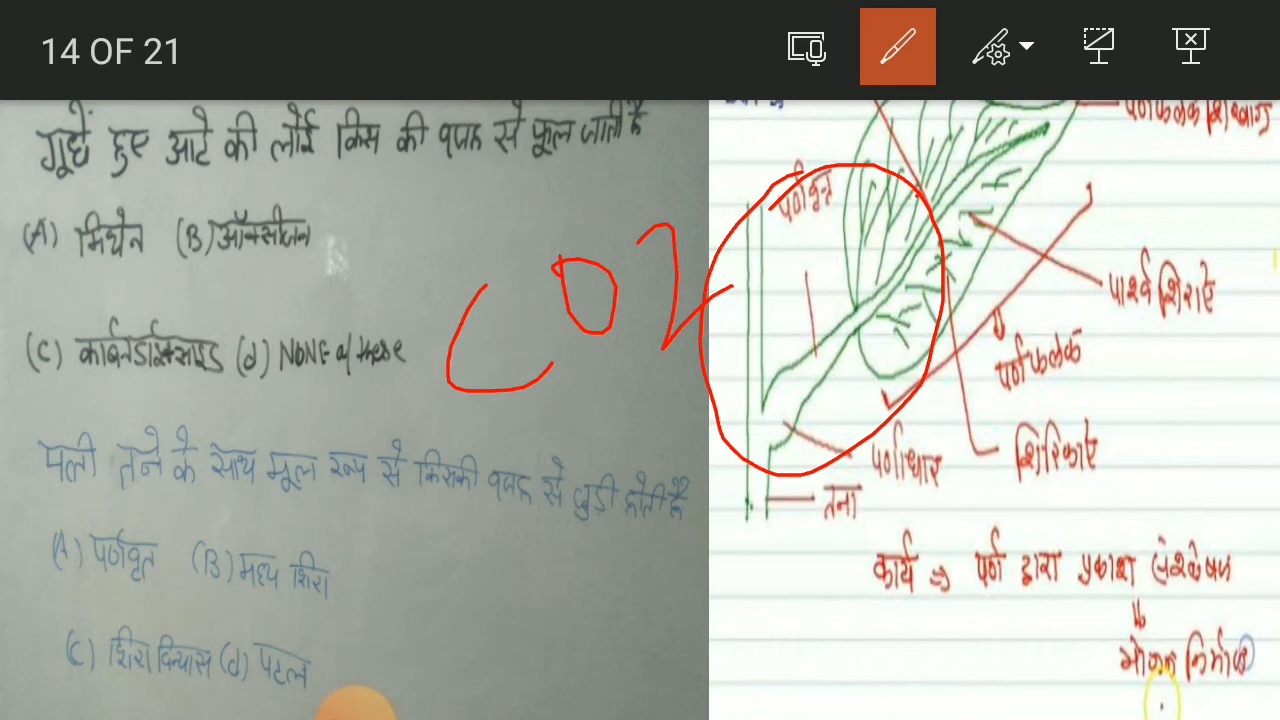 14 OF 21
गूथें हुए आटे की लोई किस की वजह से फूल जाती है
(A) मिथेन (B) ऑक्सीजन
(C) कार्बनडाईऑक्साइड (d) NONE of these
CO2
पत्ती तने के साथ मूल रूप से किसकी वजह से जुड़ी होती है
(A) पर्णवृत (B) मध्य शिरा
(C) शिरा विन्यास (d) पटल
पर्णवृन्त
पार्श्व शिराऐं
पर्णफलक
पर्णाधार
शिरिकाऐं
तना
कार्य ⇒ पर्ण द्वारा प्रकाश संश्लेषण
भोजन निर्माण